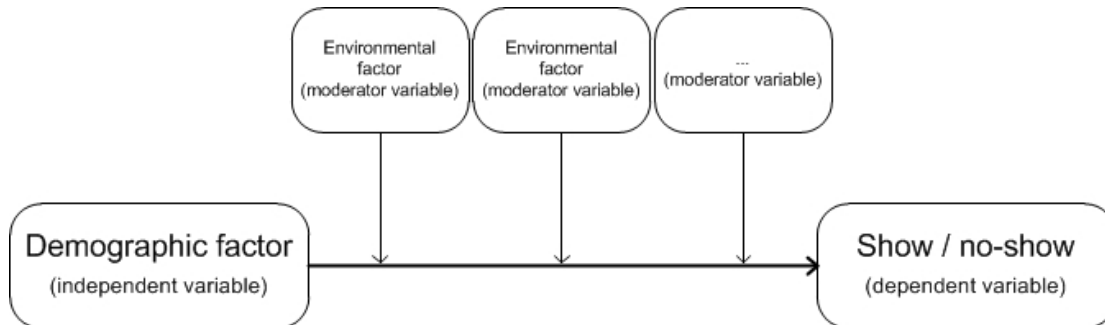 Environmental
factor
(moderator variable)
Environmental
factor
(moderator variable)
...
(moderator variable)
Demographic factor
(independent variable)
Show / no-show
(dependent variable)